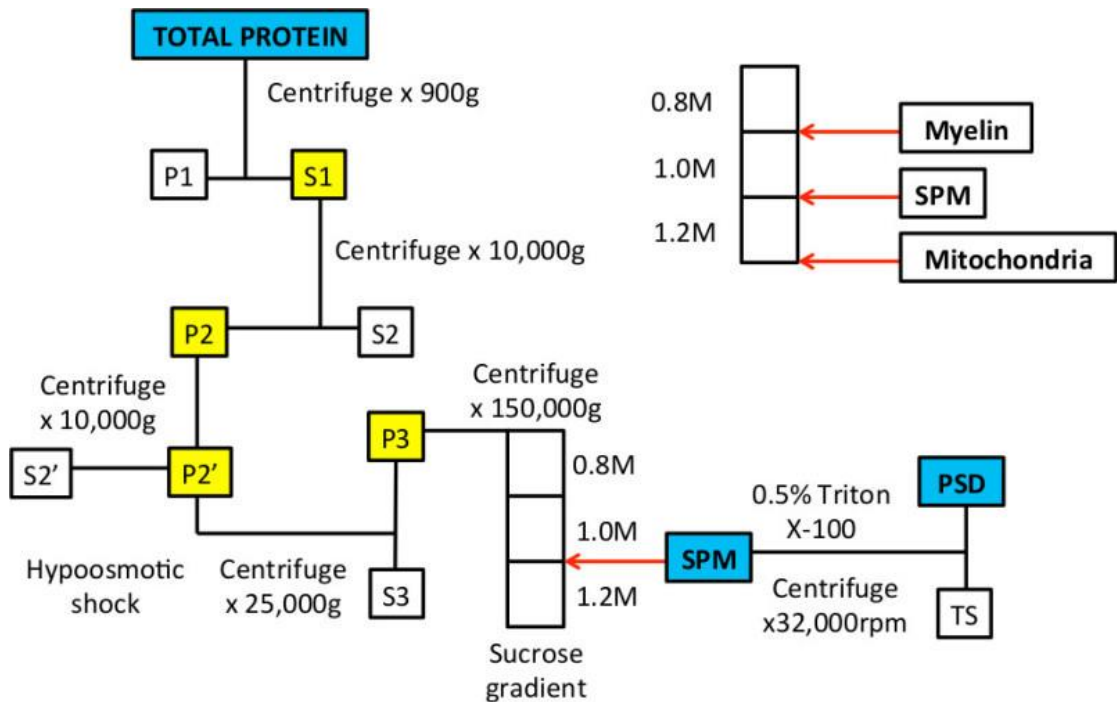 TOTAL PROTEIN
Centrifuge x 900g
P1
S1
Centrifuge x 10,000g
P2
S2
Centrifuge
x 10,000g
S2’
P2’
Hypoosmotic
shock
Centrifuge
x 25,000g
P3
S3
Centrifuge
x 150,000g
0.8M
1.0M
1.2M
Sucrose
gradient
SPM
0.5% Triton
X-100
Centrifuge
x32,000rpm
PSD
TS
0.8M
1.0M
1.2M
Myelin
SPM
Mitochondria